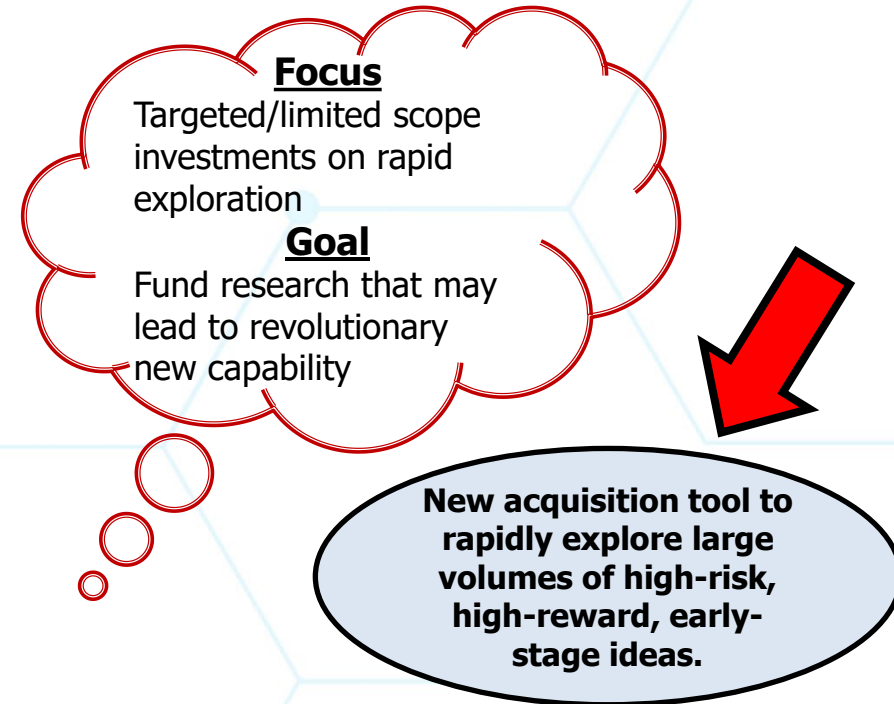 Focus
Targeted/limited scope
investments on rapid
exploration
Goal
Fund research that may
lead to revolutionary
new capability
New acquisition tool to
rapidly explore large
volumes of high-risk,
high-reward, early-
stage ideas.